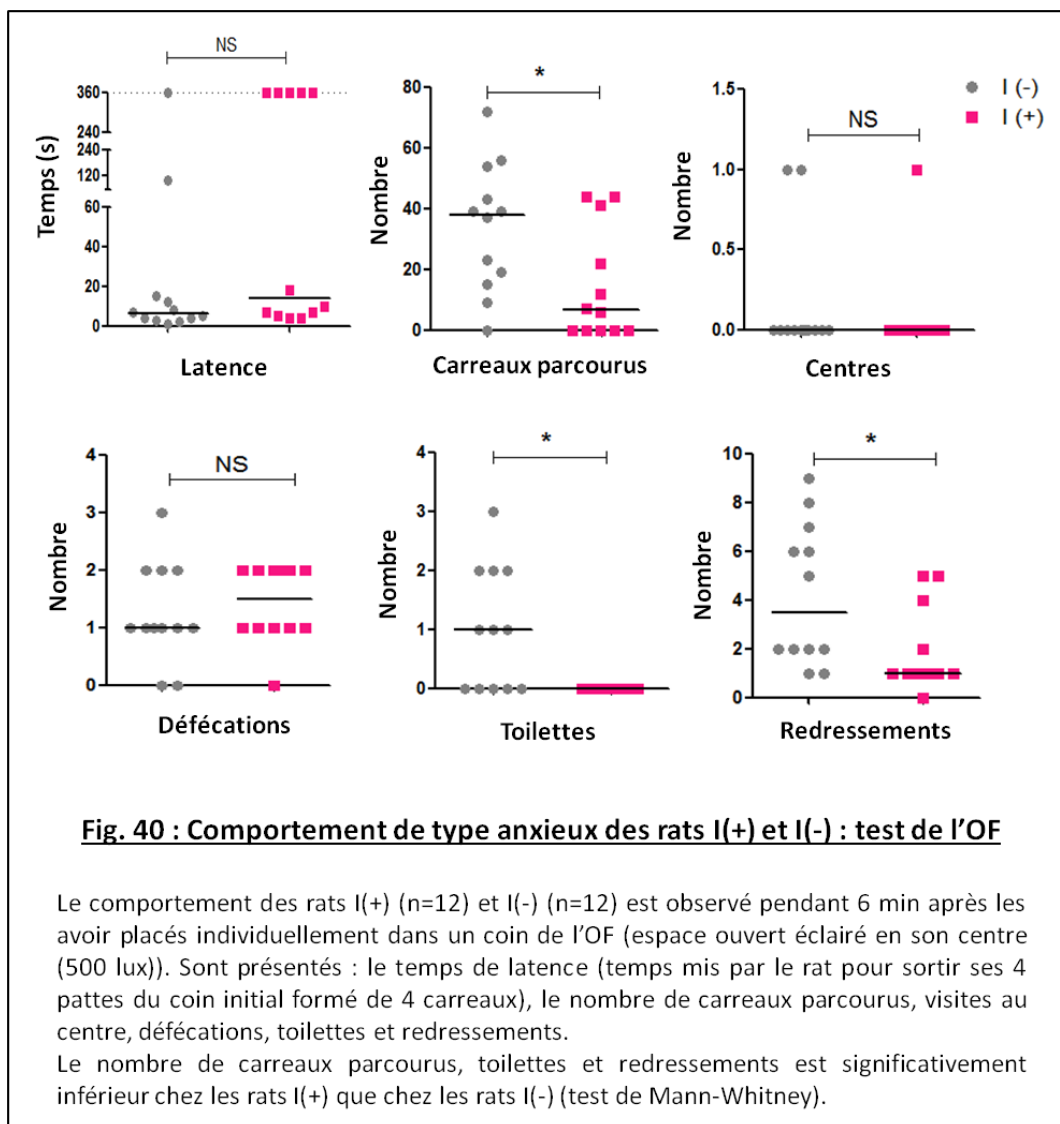 NS
360
240
240
120
60
40
20
0
Temps (s)
Latence
*
80
60
40
20
0
Nombre
Carreaux parcourus
1.5
1.0
0.5
0.0
Nombre
NS
I (-)
I (+)
Centres
4
3
2
1
0
Nombre
NS
Défécations
4
3
2
1
0
Nombre
*
Toilettes
10
8
6
4
2
0
Nombre
*
Redressements
Fig. 40 : Comportement de type anxieux des rats I(+) et I(-) : test de l'OF
Le comportement des rats I(+) (n=12) et I(-) (n=12) est observé pendant 6 min après les
avoir placés individuellement dans un coin de l'OF (espace ouvert éclairé en son centre
(500 lux)). Sont présentés : le temps de latence (temps mis par le rat pour sortir ses 4
pattes du coin initial formé de 4 carreaux), le nombre de carreaux parcourus, visites au
centre, défécations, toilettes et redressements.
Le nombre de carreaux parcourus, toilettes et redressements est significativement
inférieur chez les rats I(+) que chez les rats I(-) (test de Mann-Whitney).